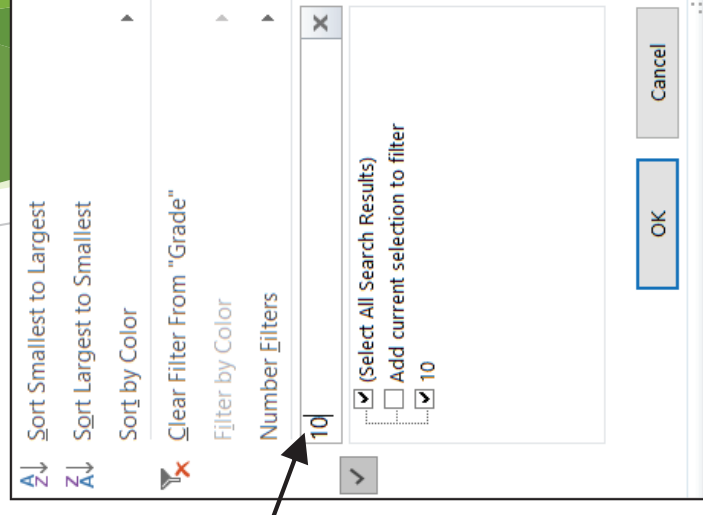 Sort Smallest to Largest
Sort Largest to Smallest
Sort by Color
Clear Filter From "Grade"
Filter by Color
Number Filters
10
(Select All Search Results)
Add current selection to filter
10
OK
Cancel